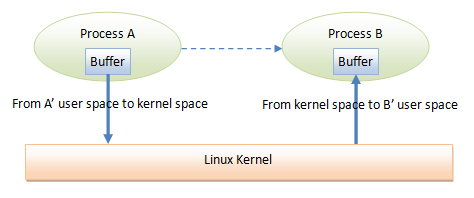 Process A
Process B
Buffer
Buffer
From A’ user space to kernel space
From kernel space to B’ user space
Linux Kernel